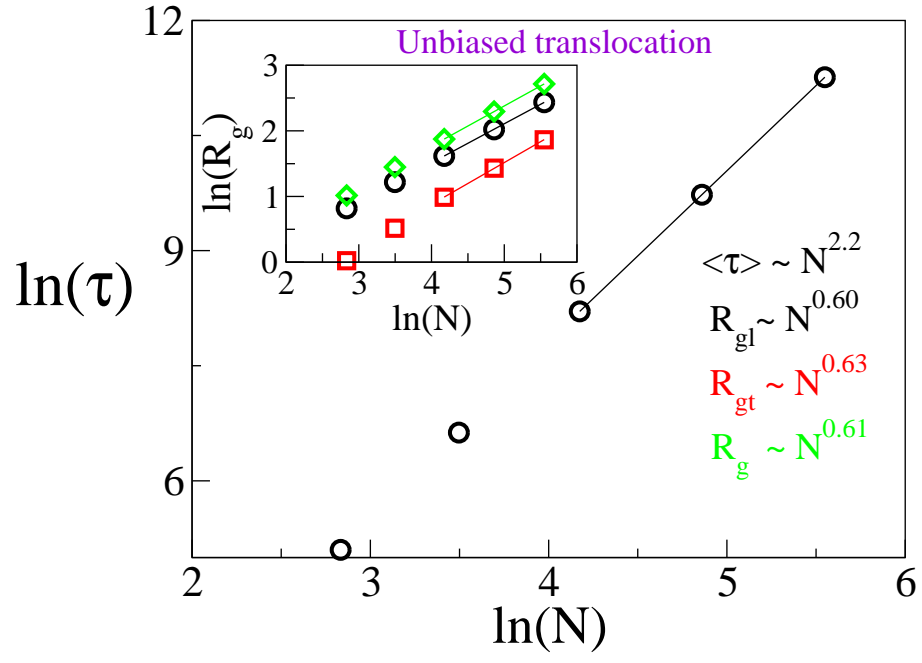 12
Unbiased translocation
3
2
1
0
ln(R_g)
2 3 4 5 6
ln(N)
9
ln(τ)
<τ> ~ N^2.2
R_gl ~ N^0.60
R_gt ~ N^0.63
R_g ~ N^0.61
6
2 3 4 5 6
ln(N)